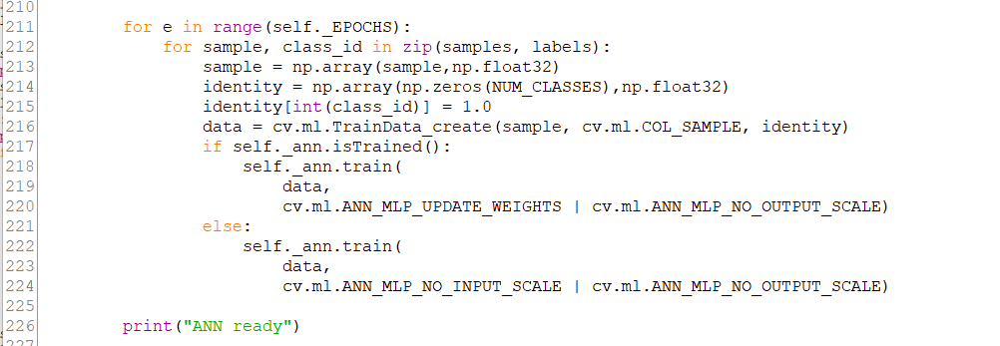 210
211 for e in range(self._EPOCHS):
212 for sample, class_id in zip(samples, labels):
213 sample = np.array(sample,np.float32)
214 identity = np.array(np.zeros(NUM_CLASSES),np.float32)
215 identity[int(class_id)] = 1.0
216 data = cv.ml.TrainData_create(sample, cv.ml.COL_SAMPLE, identity)
217 if self._ann.isTrained():
218 self._ann.train(
219 data,
220 cv.ml.ANN_MLP_UPDATE_WEIGHTS | cv.ml.ANN_MLP_NO_OUTPUT_SCALE)
221 else:
222 self._ann.train(
223 data,
224 cv.ml.ANN_MLP_NO_INPUT_SCALE | cv.ml.ANN_MLP_NO_OUTPUT_SCALE)
225
226 print("ANN ready")
227